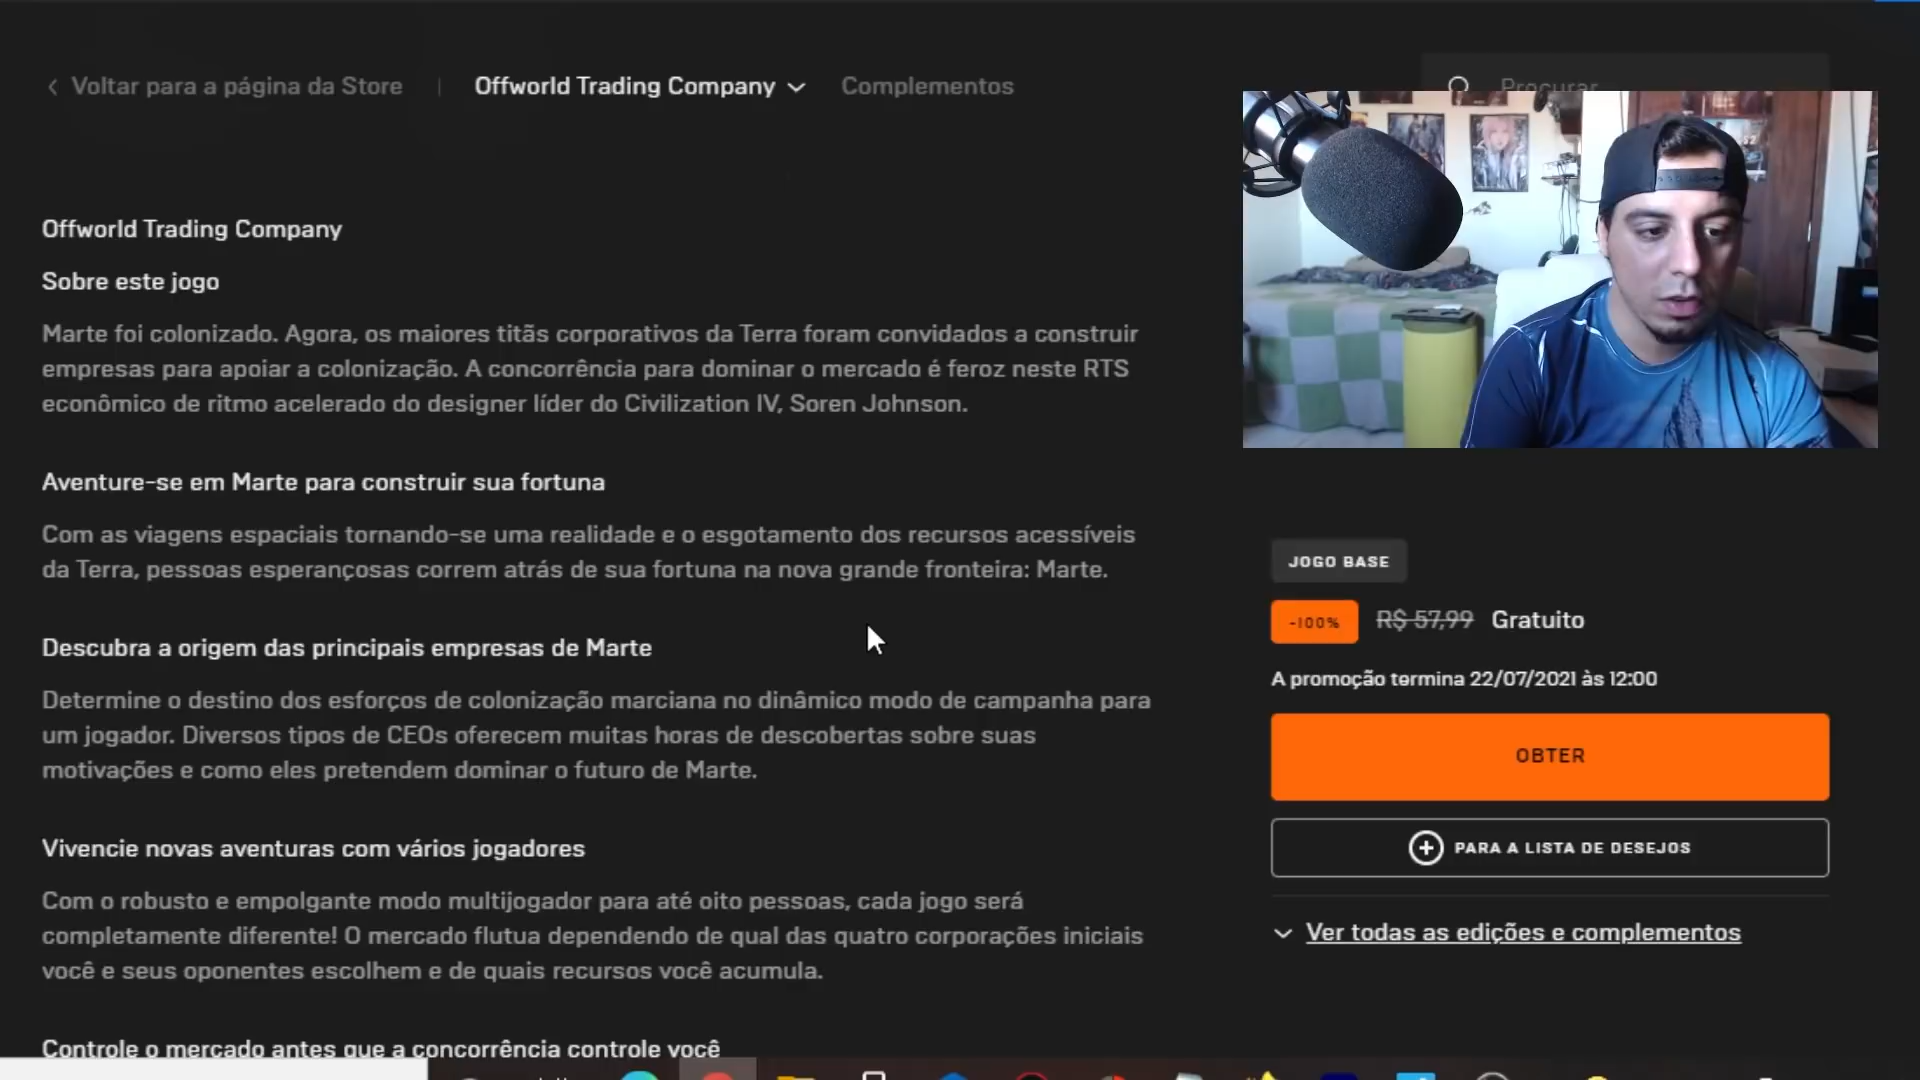 Voltar para a página da Store | Offworld Trading Company Complementos
Procurar
Offworld Trading Company
Sobre este jogo
Marte foi colonizado. Agora, os maiores titãs corporativos da Terra foram convidados a construir
empresas para apoiar a colonização. A concorrência para dominar o mercado é feroz neste RTS
econômico de ritmo acelerado do designer líder do Civilization IV, Soren Johnson.
Aventure-se em Marte para construir sua fortuna
Com as viagens espaciais tornando-se uma realidade e o esgotamento dos recursos acessíveis
da Terra, pessoas esperançosas correm atrás de sua fortuna na nova grande fronteira: Marte.
Descubra a origem das principais empresas de Marte
Determine o destino dos esforços de colonização marciana no dinâmico modo de campanha para
um jogador. Diversos tipos de CEOs oferecem muitas horas de descobertas sobre suas
motivações e como eles pretendem dominar o futuro de Marte.
Vivencie novas aventuras com vários jogadores
Com o robusto e empolgante modo multijogador para até oito pessoas, cada jogo será
completamente diferente! O mercado flutua dependendo de qual das quatro corporações iniciais
você e seus oponentes escolhem e de quais recursos você acumula.
Controle o mercado antes que a concorrência controle você
JOGO BASE
-100% R$ 57,99 Gratuito
A promoção termina 22/07/2021 às 12:00
OBTER
PARA A LISTA DE DESEJOS
Ver todas as edições e complementos